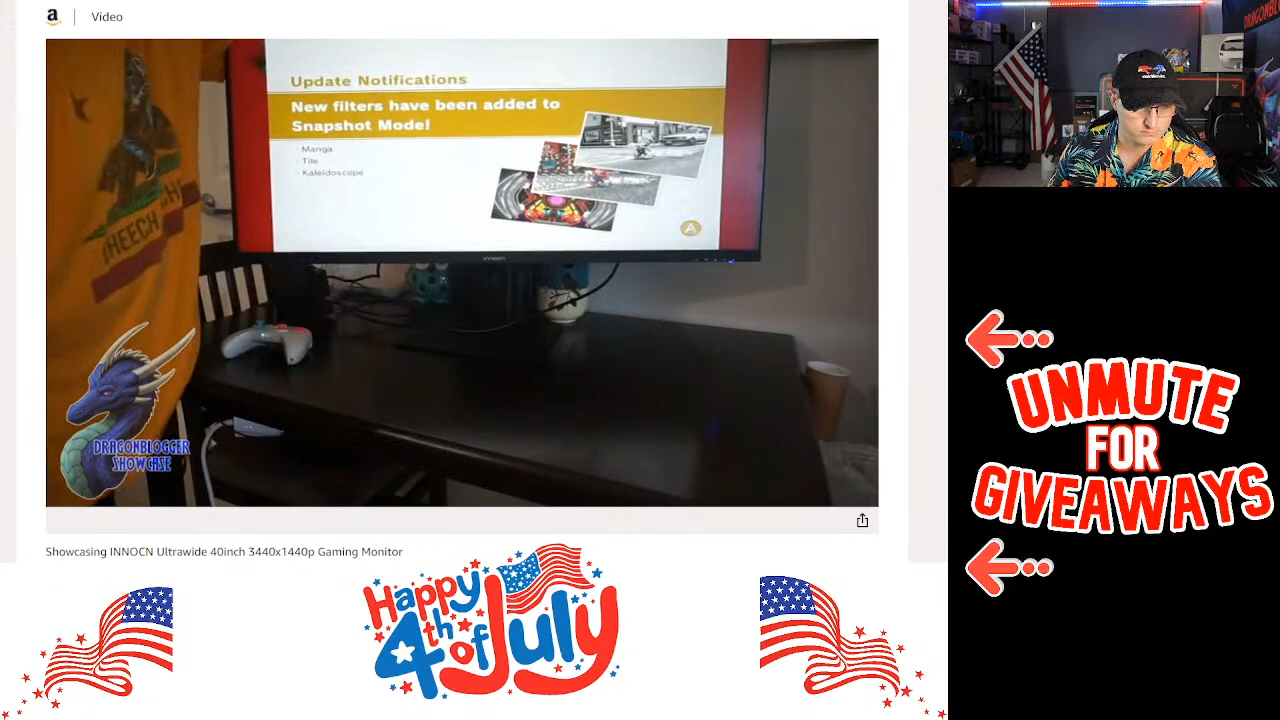 a
Video
Update Notifications
New filters have been added to
Snapshot Mode!
Manga
Tile
Kaleidoscope
DRAGONBLOGGER
SHOWCASE
Showcasing INNOCN Ultrawide 40inch 3440x1440p Gaming Monitor
Happy
4th
of July
UNMUTE
FOR
GIVEAWAYS